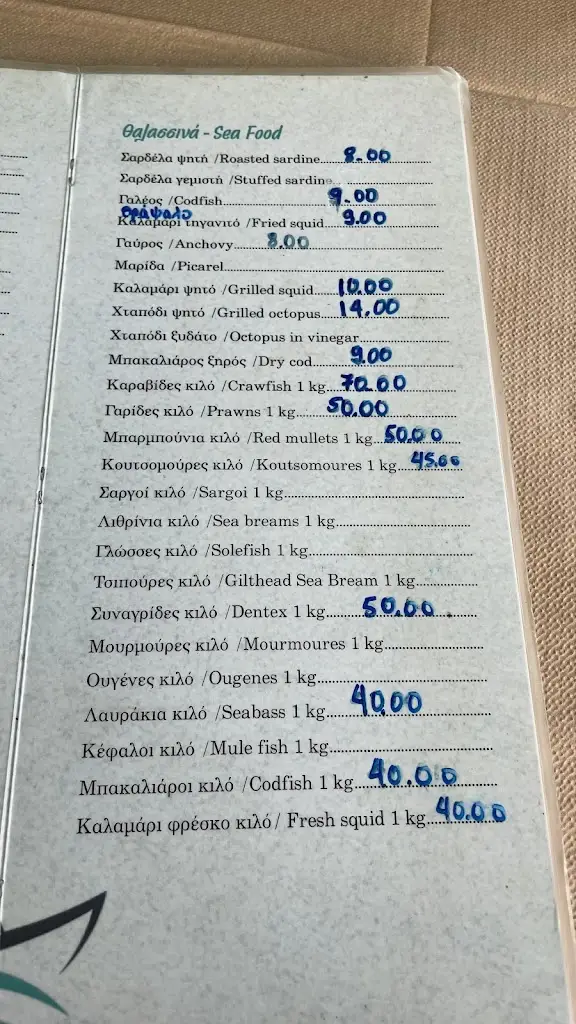 Θαλασσινά - Sea Food
Σαρδέλα ψητή /Roasted sardine 8.00
Σαρδέλα γεμιστή /Stuffed sardine
Γαλέος /Codfish 9.00
θράψαλο
Καλαμάρι τηγανιτό /Fried squid 9.00
Γαύρος /Anchovy 8.00
Μαρίδα /Picarel
Καλαμάρι ψητό /Grilled squid 10.00
Χταπόδι ψητό /Grilled octopus 14.00
Χταπόδι ξυδάτο /Octopus in vinegar
Μπακαλιάρος ξηρός /Dry cod 9.00
Καραβίδες κιλό /Crawfish 1 kg 70.00
Γαρίδες κιλό /Prawns 1 kg 50.00
Μπαρμπούνια κιλό /Red mullets 1 kg 50.00
Κουτσομούρες κιλό /Koutsomoures 1 kg 45.00
Σαργοί κιλό /Sargoi 1 kg
Λιθρίνια κιλό /Sea breams 1 kg
Γλώσσες κιλό /Solefish 1 kg
Τσιπούρες κιλό /Gilthead Sea Bream 1 kg
Συναγρίδες κιλό /Dentex 1 kg 50.00
Μουρμούρες κιλό /Mourmoures 1 kg
Ουγένες κιλό /Ougenes 1 kg
Λαυράκια κιλό /Seabass 1 kg 40.00
Κέφαλοι κιλό /Mule fish 1 kg
Μπακαλιάροι κιλό /Codfish 1 kg 40.00
Καλαμάρι φρέσκο κιλό/ Fresh squid 1 kg 40.00